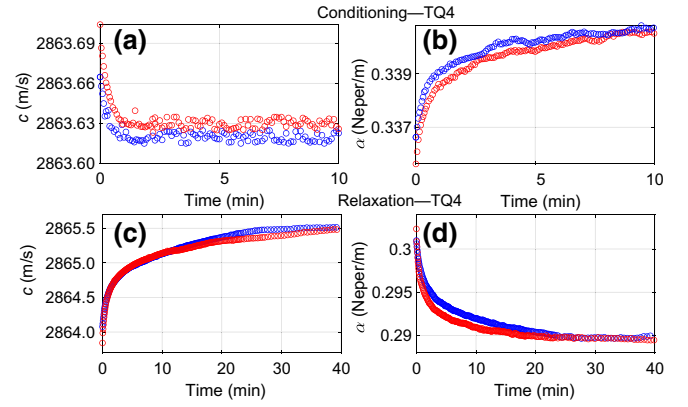 Conditioning—TQ4
(a)
(b)
2863.69
2863.66
2863.63
2863.60
c (m/s)
0 5 10
Time (min)
0.339
0.337
α (Neper/m)
0 5 10
Time (min)
Relaxation—TQ4
(c)
(d)
2865.5
2865.0
2864.5
2864.0
c (m/s)
0 10 20 30 40
Time (min)
0.3
0.295
0.29
α (Neper/m)
0 10 20 30 40
Time (min)